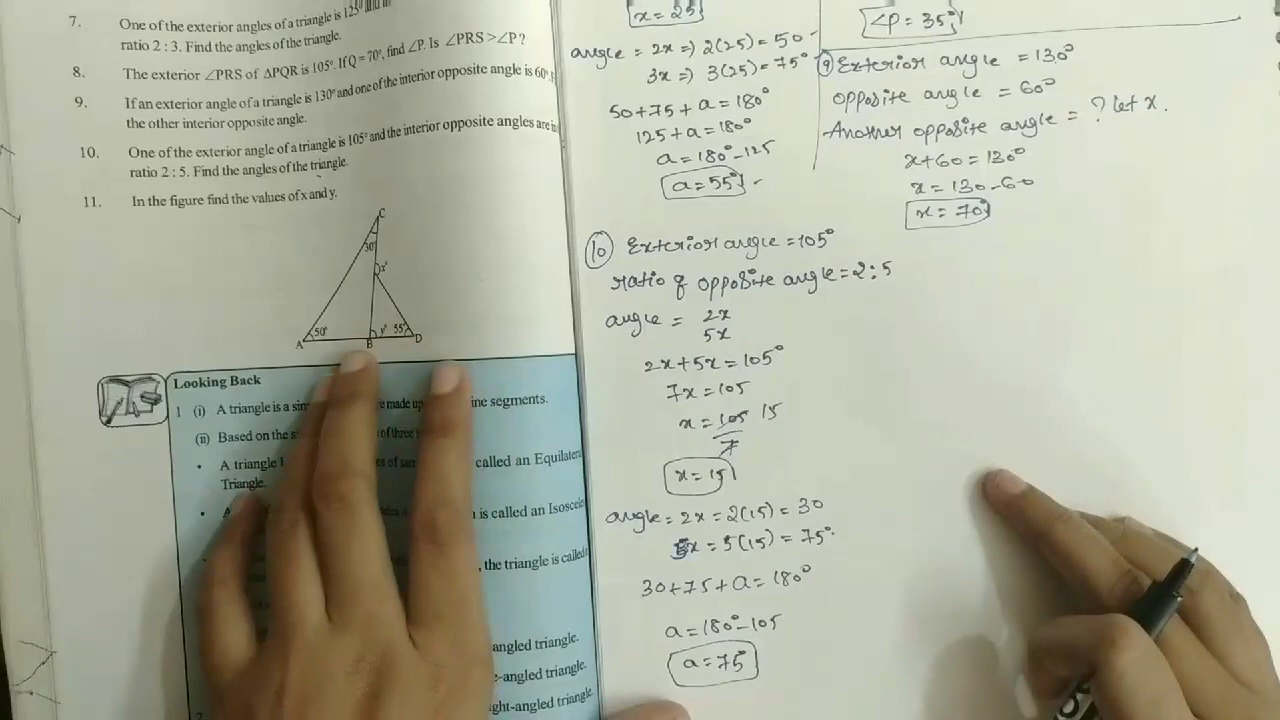 7. One of the exterior angles of a triangle is 125°
ratio 2 : 3. Find the angles of the triangle.
8. The exterior ∠PRS of ΔPQR is 105°. If Q = 70°, find ∠P. Is ∠PRS > ∠P?
9. If an exterior angle of a triangle is 130° and one of the interior opposite angle is 60°,
the other interior opposite angle.
10. One of the exterior angle of a triangle is 105° and the interior opposite angles are in
ratio 2 : 5. Find the angles of the triangle.
11. In the figure find the values of x and y.
C
30°
x°
50°
y°
55°
A
B
D
Looking Back
1 (i) A triangle is a made up line segments.
(ii) Based on the of three
• A triangle of called an Equilateral
Triangle.
• is called an Isosceles
, the triangle is called
angled triangle.
-angled triangle.
ght-angled triangle.
x = 25
angle = 2x => 2(25) = 50
3x => 3(25) = 75°
50+75+a=180°
125+a=180°
a=180°-125
a=55°
∠P = 35°
9 Exterior angle = 130°
opposite angle = 60°
Another opposite angle = ? let x.
x+60=130°
x=130-60
x=70°
10 Exterior angle=105°
ratio of opposite angle=2:5
angle = 2x
5x
2x+5x=105°
7x=105
x=105 15
7
x=15
angle=2x=2(15)=30
5x=5(15)=75°
30+75+a=180°
a=180°-105
a=75°